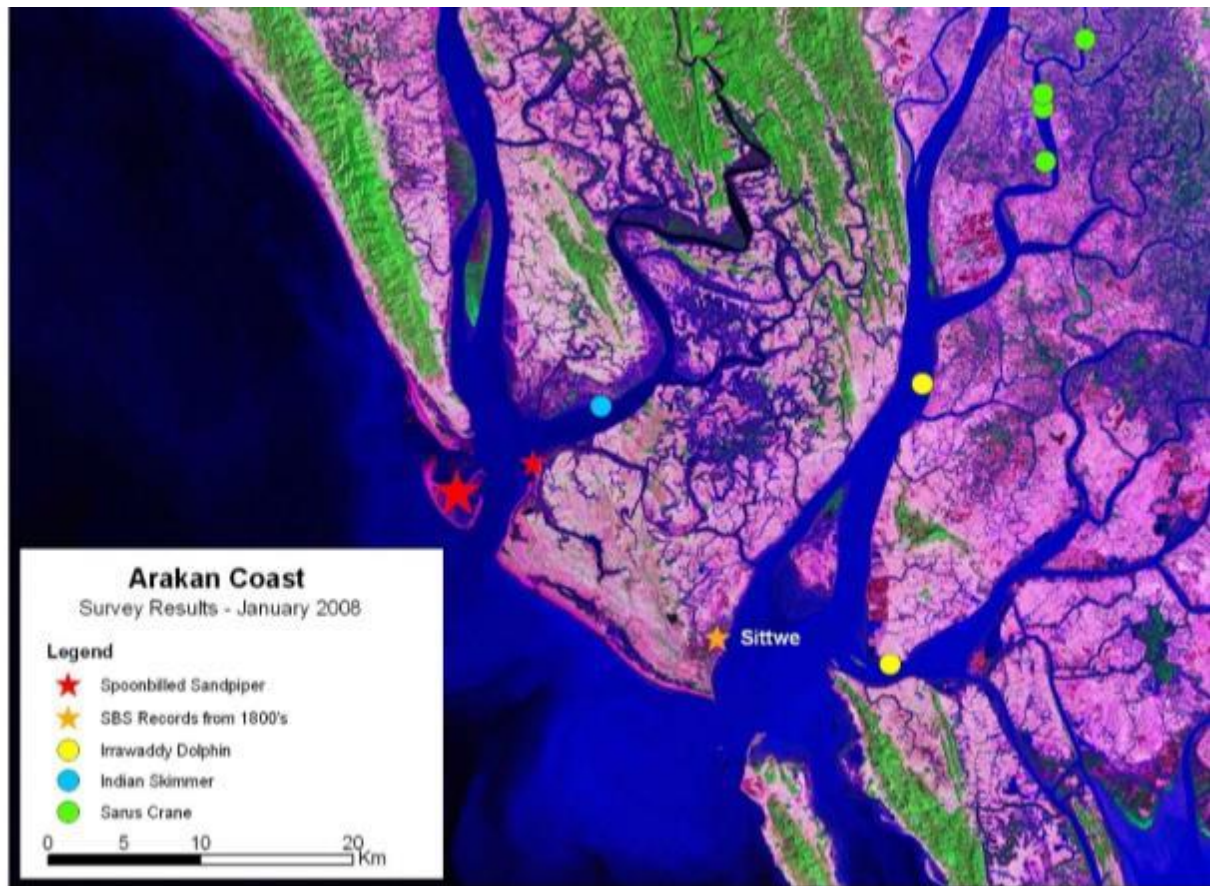 Sittwe
Arakan Coast
Survey Results - January 2008
Legend
Spoonbilled Sandpiper
SBS Records from 1800's
Irrawaddy Dolphin
Indian Skimmer
Sarus Crane
0 5 10 20
Km